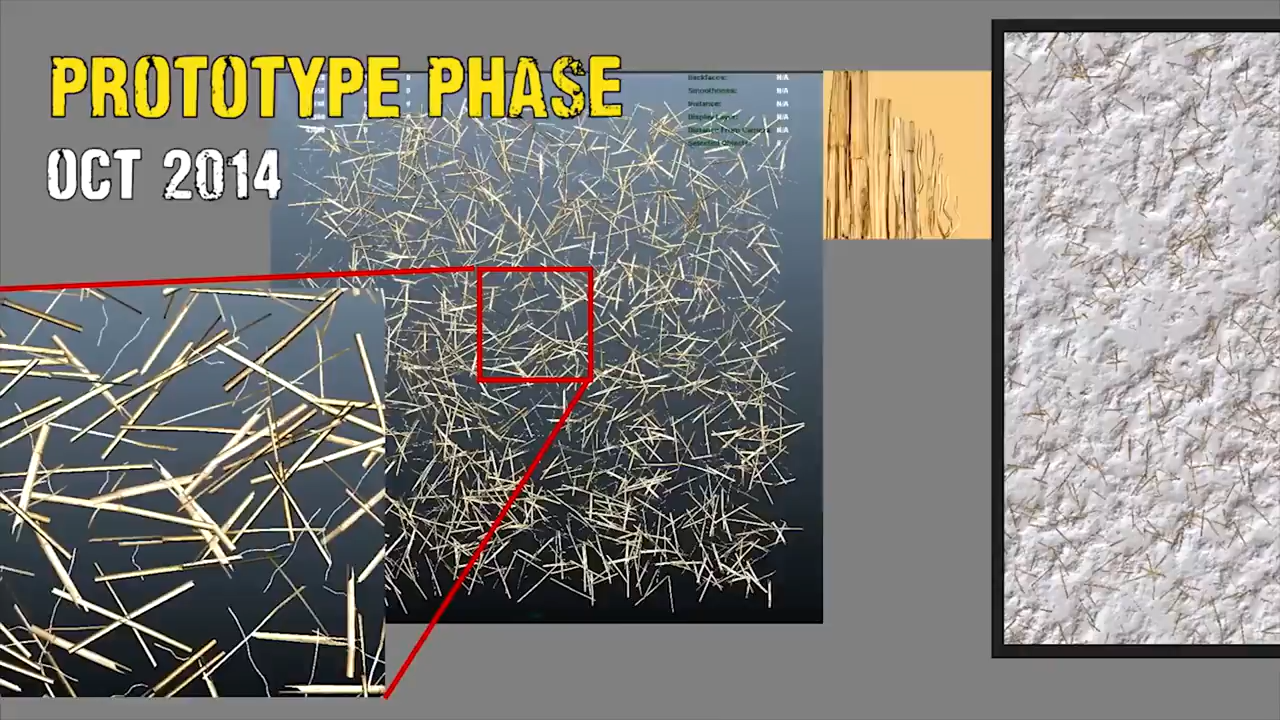 PROTOTYPE PHASE
OCT 2014
Backfaces: N/A
Smoothness: N/A
Instance: N/A
Display Layer: N/A
Distance From Camera: N/A
Selected Objects: